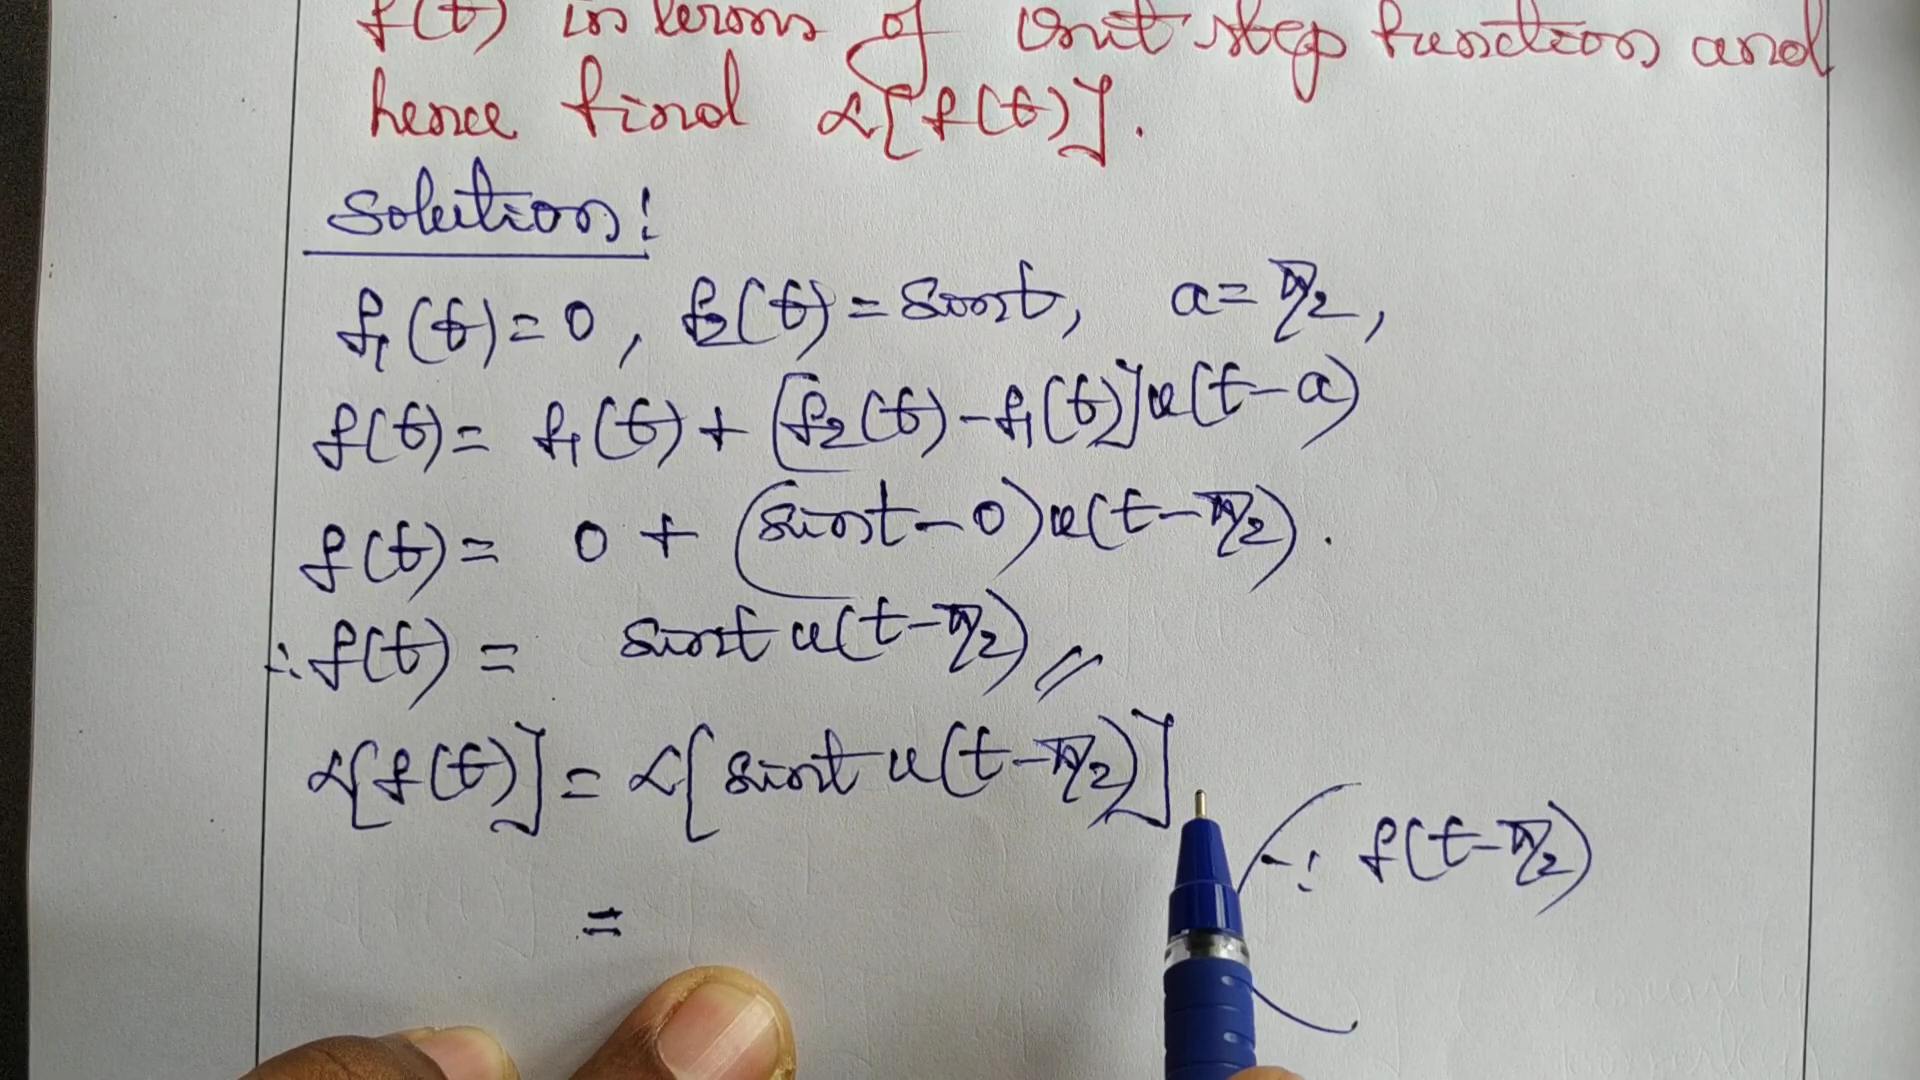 f(t) in terms of unit step function and
hence find L[f(t)].
Solution:
f₁(t)=0, f₂(t)=sint, a=π/2,
f(t)= f₁(t)+[f₂(t)-f₁(t)]u(t-a)
f(t)= 0+(sint-0)u(t-π/2).
∴f(t)= sint u(t-π/2)//
L[f(t)]=L[sint u(t-π/2)]
∵ f(t-π/2)
=